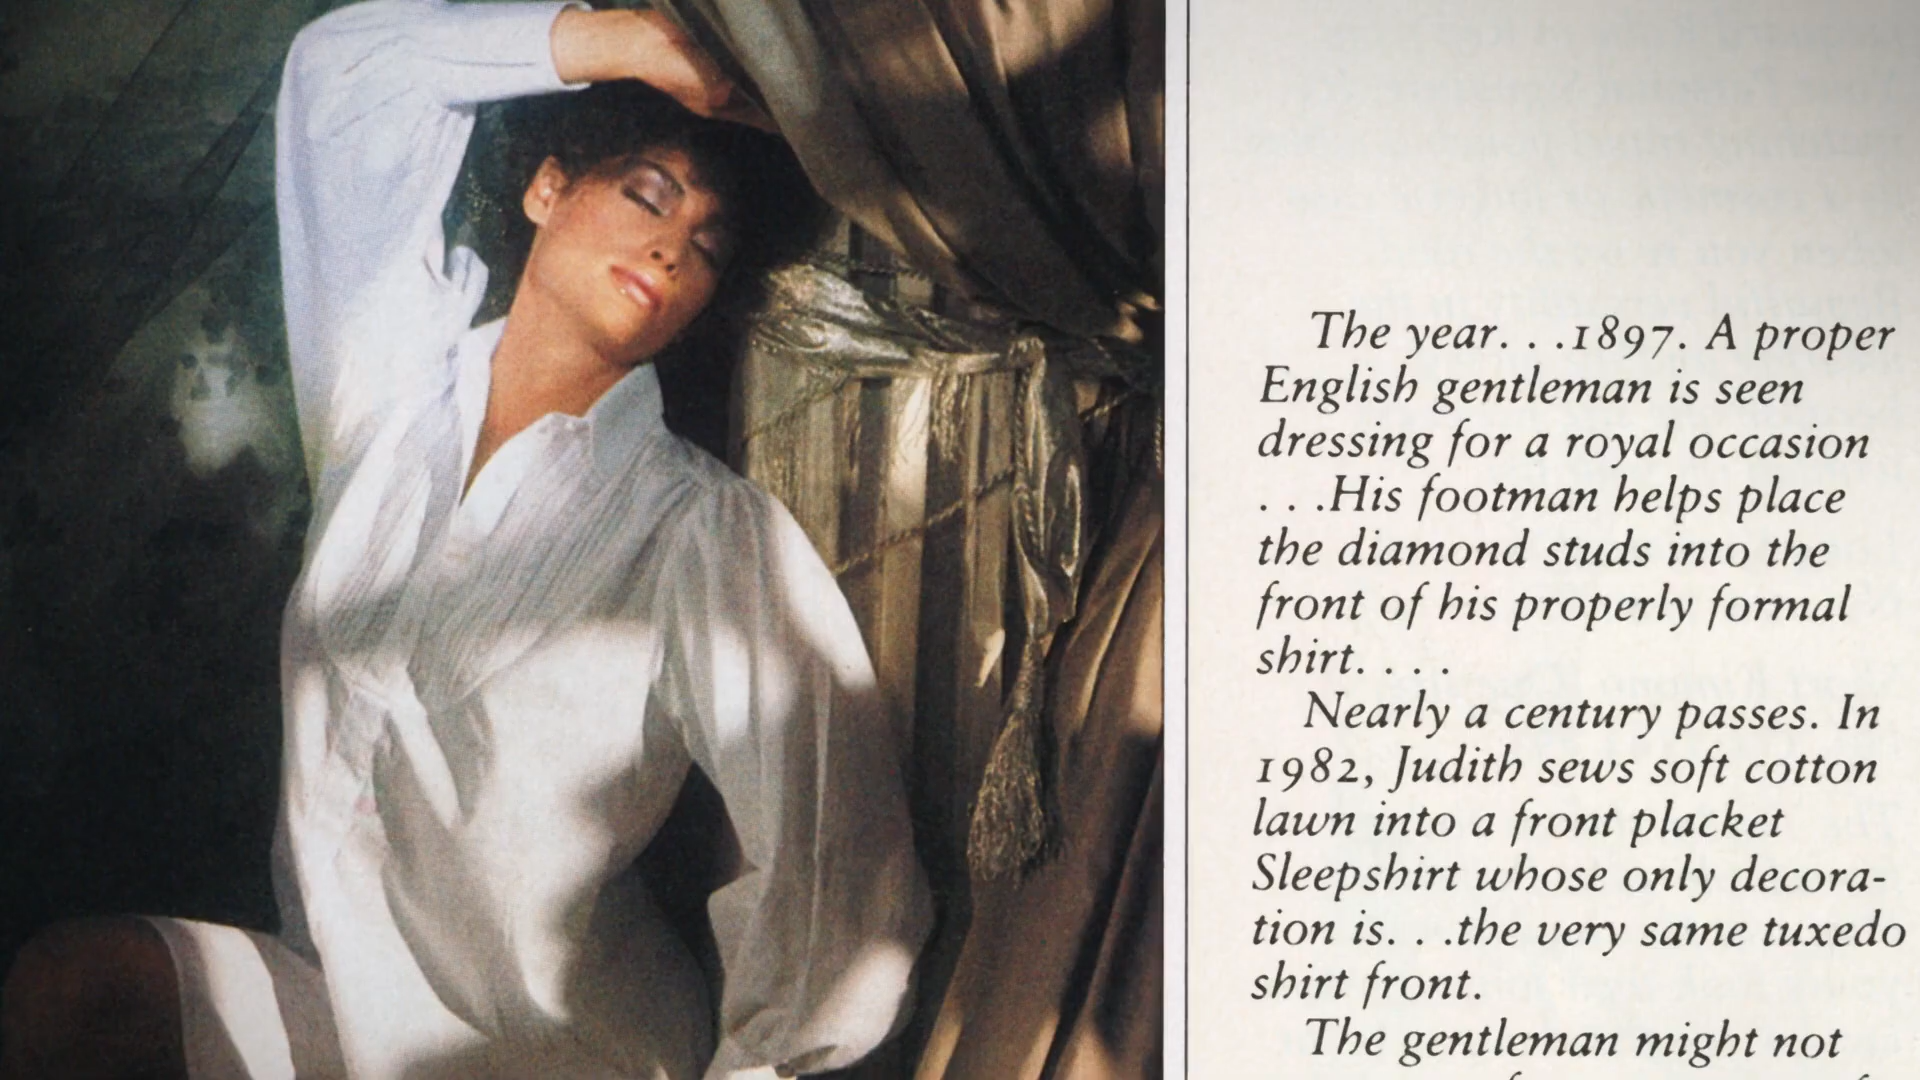 The year. . .1897. A proper
English gentleman is seen
dressing for a royal occasion
. . .His footman helps place
the diamond studs into the
front of his properly formal
shirt. . . .
Nearly a century passes. In
1982, Judith sews soft cotton
lawn into a front placket
Sleepshirt whose only decora-
tion is. . .the very same tuxedo
shirt front.
The gentleman might not